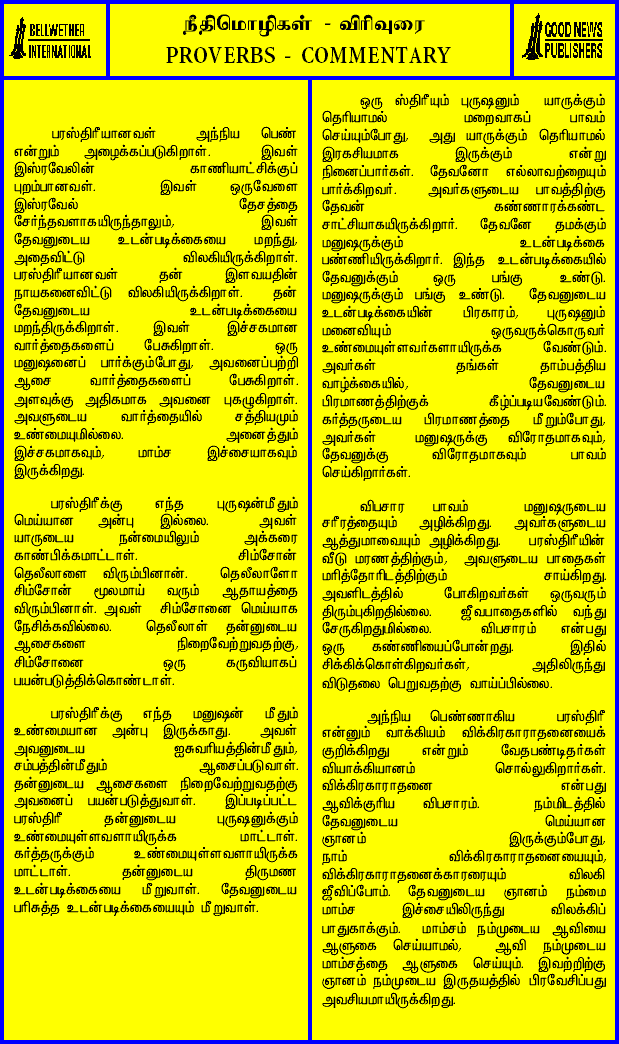 BELLWETHER
INTERNATIONAL
நீதிமொழிகள் - விரிவுரை
PROVERBS - COMMENTARY
GOOD NEWS
PUBLISHERS
பரஸ்திரீயானவள் அந்நிய பெண்
என்றும் அழைக்கப்படுகிறாள். இவள்
இஸ்ரவேலின் காணியாட்சிக்குப்
புறம்பானவள். இவள் ஒருவேளை
இஸ்ரவேல் தேசத்தை
சேர்ந்தவளாகயிருந்தாலும், இவள்
தேவனுடைய உடன்படிக்கையை மறந்து,
அதைவிட்டு விலகியிருக்கிறாள்.
பரஸ்திரீயானவள் தன் இளவயதின்
நாயகனைவிட்டு விலகியிருக்கிறாள். தன்
தேவனுடைய உடன்படிக்கையை
மறந்திருக்கிறாள். இவள் இச்சகமான
வார்த்தைகளைப் பேசுகிறாள். ஒரு
மனுஷனைப் பார்க்கும்போது, அவனைப்பற்றி
ஆசை வார்த்தைகளைப் பேசுகிறாள்.
அளவுக்கு அதிகமாக அவனை புகழுகிறாள்.
அவளுடைய வார்த்தையில் சத்தியமும்
உண்மையுமில்லை. அனைத்தும்
இச்சகமாகவும், மாம்ச இச்சையாகவும்
இருக்கிறது.
பரஸ்திரீக்கு எந்த புருஷன்மீதும்
மெய்யான அன்பு இல்லை. அவள்
யாருடைய நன்மையிலும் அக்கரை
காண்பிக்கமாட்டாள். சிம்சோன்
தெலீலாளை விரும்பினான். தெலீலாளோ
சிம்சோன் மூலமாய் வரும் ஆதாயத்தை
விரும்பினாள். அவள் சிம்சோனை மெய்யாக
நேசிக்கவில்லை. தெலீலாள் தன்னுடைய
ஆசைகளை நிறைவேற்றுவதற்கு,
சிம்சோனை ஒரு கருவியாகப்
பயன்படுத்திக்கொண்டாள்.
பரஸ்திரீக்கு எந்த மனுஷன் மீதும்
உண்மையான அன்பு இருக்காது. அவள்
அவனுடைய ஐசுவரியத்தின்மீதும்,
சம்பத்தின்மீதும் ஆசைப்படுவாள்.
தன்னுடைய ஆசைகளை நிறைவேற்றுவதற்கு
அவனைப் பயன்படுத்துவாள். இப்படிப்பட்ட
பரஸ்திரீ தன்னுடைய புருஷனுக்கும்
உண்மையுள்ளவளாயிருக்க மாட்டாள்.
கர்த்தருக்கும் உண்மையுள்ளவளாயிருக்க
மாட்டாள். தன்னுடைய திருமண
உடன்படிக்கையை மீறுவாள். தேவனுடைய
பரிசுத்த உடன்படிக்கையையும் மீறுவாள்.
ஒரு ஸ்திரீயும் புருஷனும் யாருக்கும்
தெரியாமல் மறைவாகப் பாவம்
செய்யும்போது, அது யாருக்கும் தெரியாமல்
இரகசியமாக இருக்கும் என்று
நினைப்பார்கள். தேவனோ எல்லாவற்றையும்
பார்க்கிறவர். அவர்களுடைய பாவத்திற்கு
தேவன் கண்ணாரக்கண்ட
சாட்சியாகயிருக்கிறார். தேவனே தமக்கும்
மனுஷருக்கும் உடன்படிக்கை
பண்ணியிருக்கிறார். இந்த உடன்படிக்கையில்
தேவனுக்கும் ஒரு பங்கு உண்டு.
மனுஷருக்கும் பங்கு உண்டு. தேவனுடைய
உடன்படிக்கையின் பிரகாரம், புருஷனும்
மனைவியும் ஒருவருக்கொருவர்
உண்மையுள்ளவர்களாயிருக்க வேண்டும்.
அவர்கள் தங்கள் தாம்பத்திய
வாழ்க்கையில், தேவனுடைய
பிரமாணத்திற்குக் கீழ்ப்படியவேண்டும்.
கர்த்தருடைய பிரமாணத்தை மீறும்போது,
அவர்கள் மனுஷருக்கு விரோதமாகவும்,
தேவனுக்கு விரோதமாகவும் பாவம்
செய்கிறார்கள்.
விபசார பாவம் மனுஷருடைய
சரீரத்தையும் அழிக்கிறது. அவர்களுடைய
ஆத்துமாவையும் அழிக்கிறது. பரஸ்திரீயின்
வீடு மரணத்திற்கும், அவளுடைய பாதைகள்
மரித்தோரிடத்திற்கும் சாய்கிறது.
அவளிடத்தில் போகிறவர்கள் ஒருவரும்
திரும்புகிறதில்லை. ஜீவபாதைகளில் வந்து
சேருகிறதுமில்லை. விபசாரம் என்பது
ஒரு கண்ணியைப்போன்றது. இதில்
சிக்கிக்கொள்கிறவர்கள், அதிலிருந்து
விடுதலை பெறுவதற்கு வாய்ப்பில்லை.
அந்நிய பெண்ணாகிய பரஸ்திரீ
என்னும் வாக்கியம் விக்கிரகாராதனையைக்
குறிக்கிறது என்றும் வேதபண்டிதர்கள்
வியாக்கியானம் சொல்லுகிறார்கள்.
விக்கிரகாராதனை என்பது
ஆவிக்குரிய விபசாரம். நம்மிடத்தில்
தேவனுடைய மெய்யான
ஞானம் இருக்கும்போது,
நாம் விக்கிரகாராதனையையும்,
விக்கிரகாராதனைக்காரரையும் விலகி
ஜீவிப்போம். தேவனுடைய ஞானம் நம்மை
மாம்ச இச்சையிலிருந்து விலக்கிப்
பாதுகாக்கும். மாம்சம் நம்முடைய ஆவியை
ஆளுகை செய்யாமல், ஆவி நம்முடைய
மாம்சத்தை ஆளுகை செய்யும். இவற்றிற்கு
ஞானம் நம்முடைய இருதயத்தில் பிரவேசிப்பது
அவசியமாயிருக்கிறது.